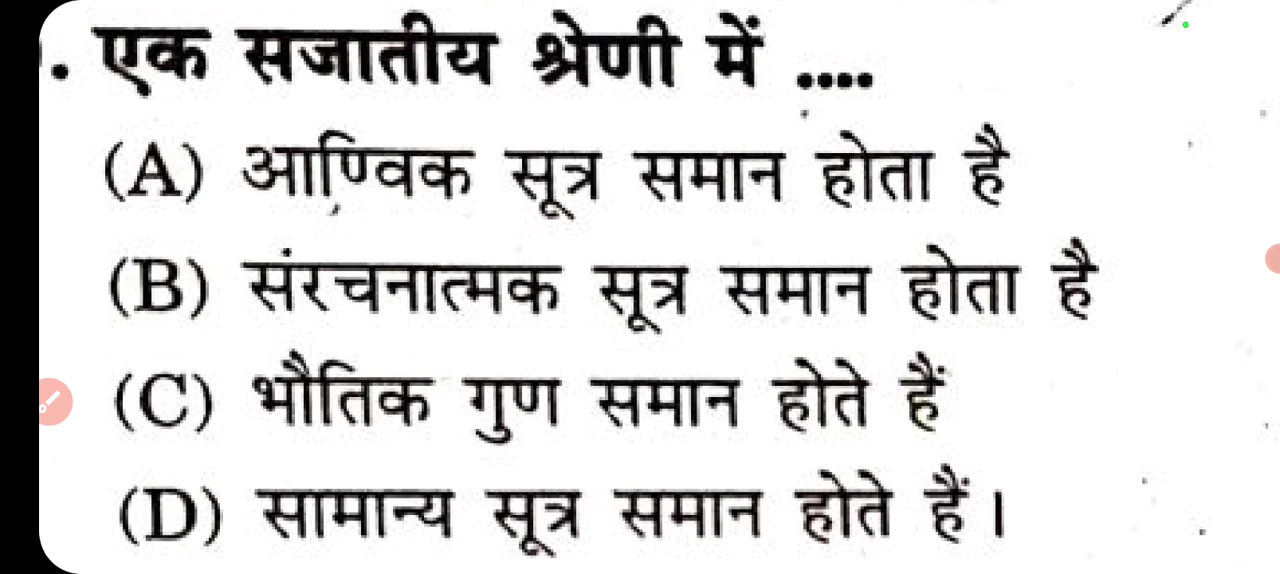 . एक सजातीय श्रेणी में ....
(A) आण्विक सूत्र समान होता है
(B) संरचनात्मक सूत्र समान होता है
(C) भौतिक गुण समान होते हैं
(D) सामान्य सूत्र समान होते हैं।